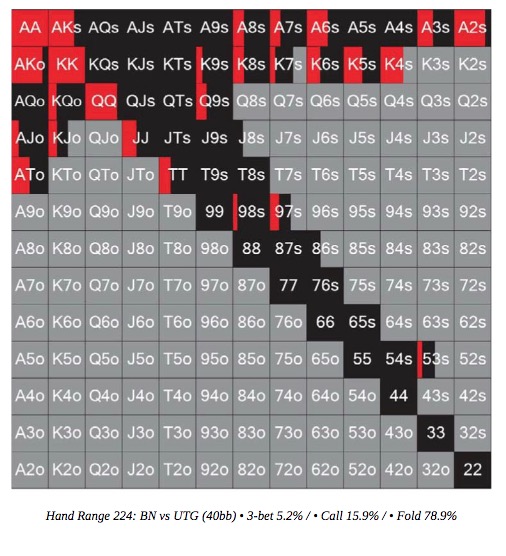 AA AKs AQs AJs ATs A9s A8s A7s A6s A5s A4s A3s A2s
AKo KK KQs KJs KTs K9s K8s K7s K6s K5s K4s K3s K2s
AQo KQo QQ QJs QTs Q9s Q8s Q7s Q6s Q5s Q4s Q3s Q2s
AJo KJo QJo JJ JTs J9s J8s J7s J6s J5s J4s J3s J2s
ATo KTo QTo JTo TT T9s T8s T7s T6s T5s T4s T3s T2s
A9o K9o Q9o J9o T9o 99 98s 97s 96s 95s 94s 93s 92s
A8o K8o Q8o J8o T8o 98o 88 87s 86s 85s 84s 83s 82s
A7o K7o Q7o J7o T7o 97o 87o 77 76s 75s 74s 73s 72s
A6o K6o Q6o J6o T6o 96o 86o 76o 66 65s 64s 63s 62s
A5o K5o Q5o J5o T5o 95o 85o 75o 65o 55 54s 53s 52s
A4o K4o Q4o J4o T4o 94o 84o 74o 64o 54o 44 43s 42s
A3o K3o Q3o J3o T3o 93o 83o 73o 63o 53o 43o 33 32s
A2o K2o Q2o J2o T2o 92o 82o 72o 62o 52o 42o 32o 22
Hand Range 224: BN vs UTG (40bb) • 3-bet 5.2% / • Call 15.9% / • Fold 78.9%